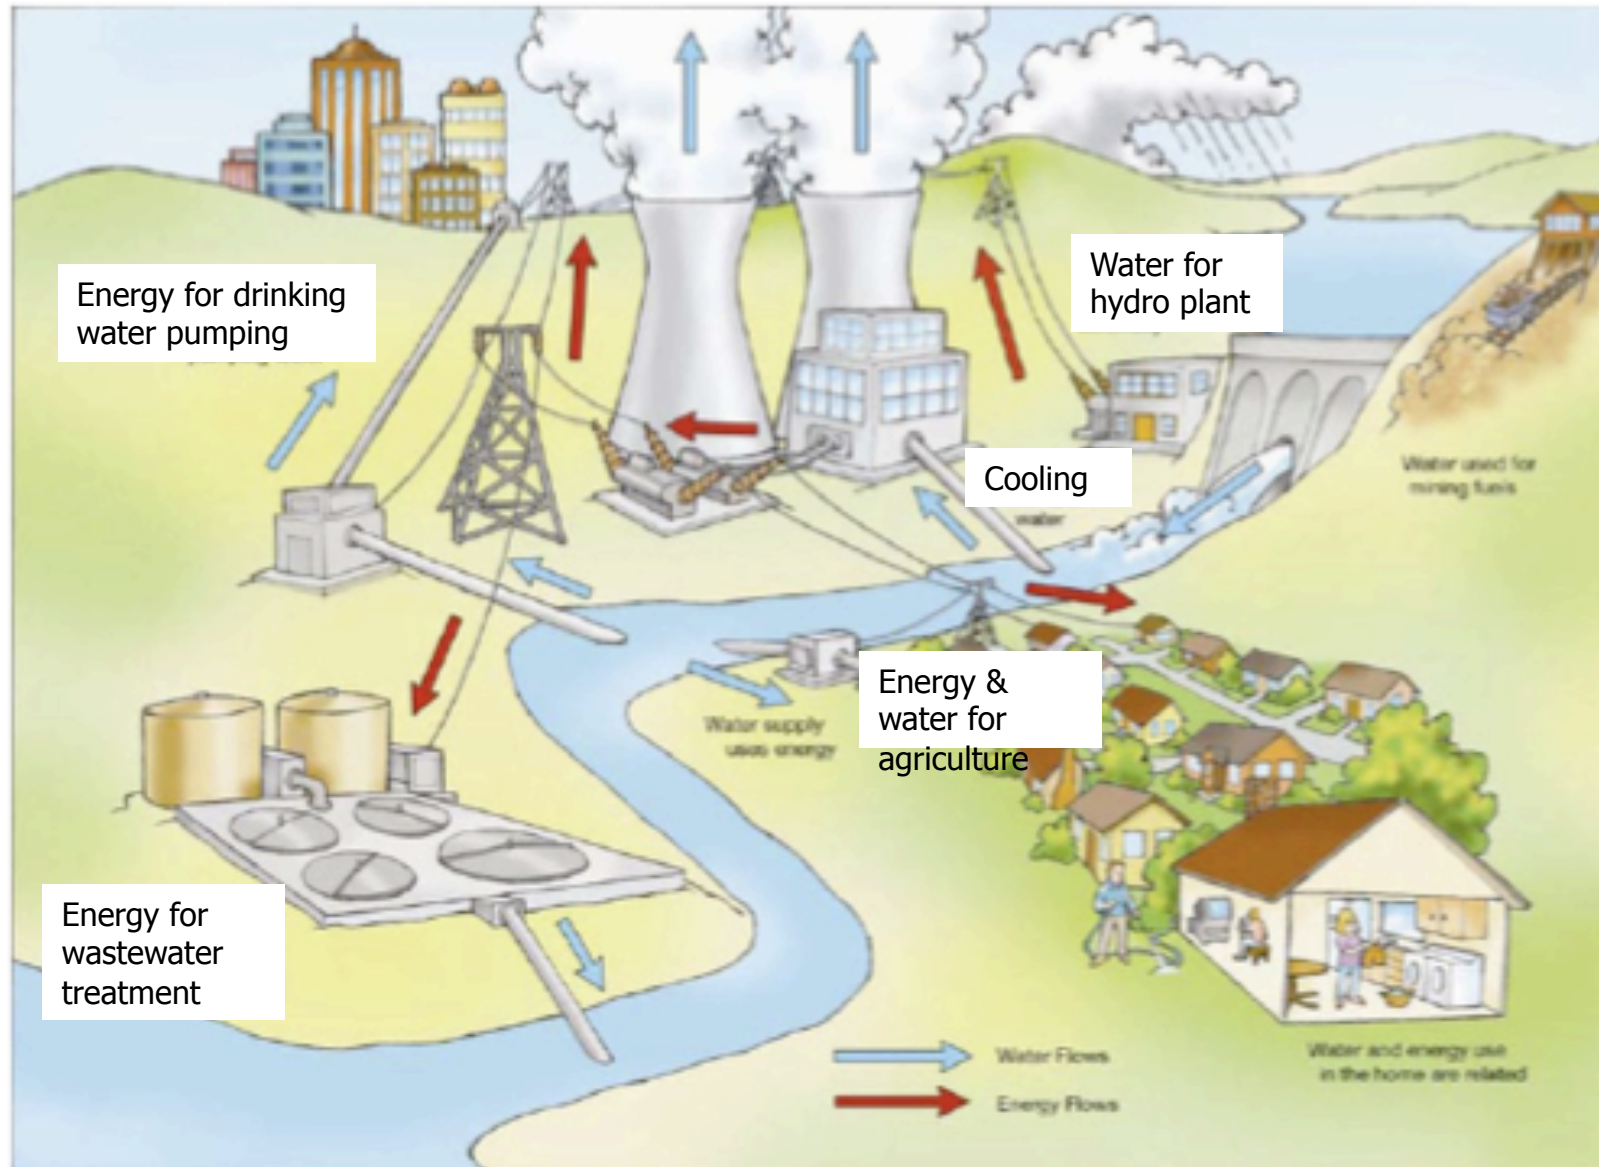 Energy for drinking
water pumping
Water for
hydro plant
Cooling
water
Water used for
mining fuels
Energy &
water for
agriculture
Water supply
uses energy
Energy for
wastewater
treatment
Water Flows
Energy Flows
Water and energy use
in the home are related